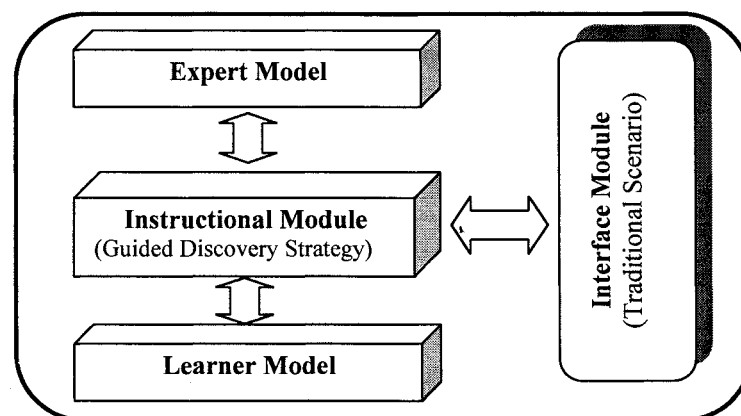 Expert Model
Instructional Module
(Guided Discovery Strategy)
Learner Model
Interface Module
(Traditional Scenario)